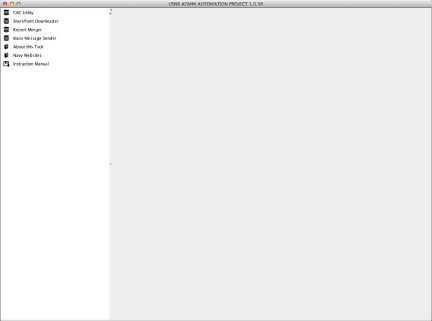 USNR ADMIN AUTOMATION PROJECT 1.0.58
CAC Utility
SharePoint Downloader
Report Merger
Mass Message Sender
About this Tool
Navy Websites
Instruction Manual